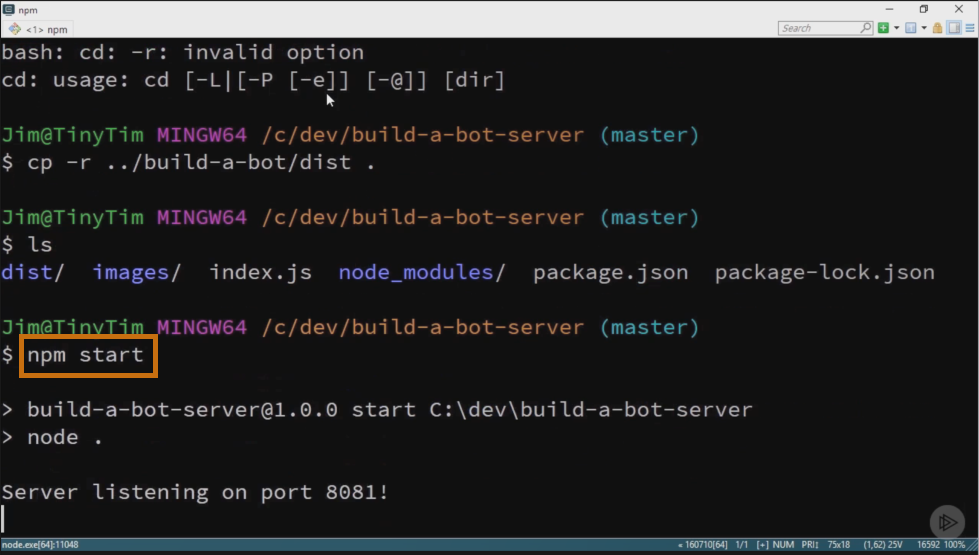 npm
<1> npm
Search
bash: cd: -r: invalid option
cd: usage: cd [-L|[-P [-e]] [-@]] [dir]
Jim@TinyTim MINGW64 /c/dev/build-a-bot-server (master)
$ cp -r ../build-a-bot/dist .
Jim@TinyTim MINGW64 /c/dev/build-a-bot-server (master)
$ ls
dist/ images/ index.js node_modules/ package.json package-lock.json
Jim@TinyTim MINGW64 /c/dev/build-a-bot-server (master)
$ npm start
> build-a-bot-server@1.0.0 start C:\dev\build-a-bot-server
> node .
Server listening on port 8081!
node.exe[64]:11048 « 160710[64] 1/1 [+] NUM PRI↕ 75x18 (1,62) 25V 16592 100%